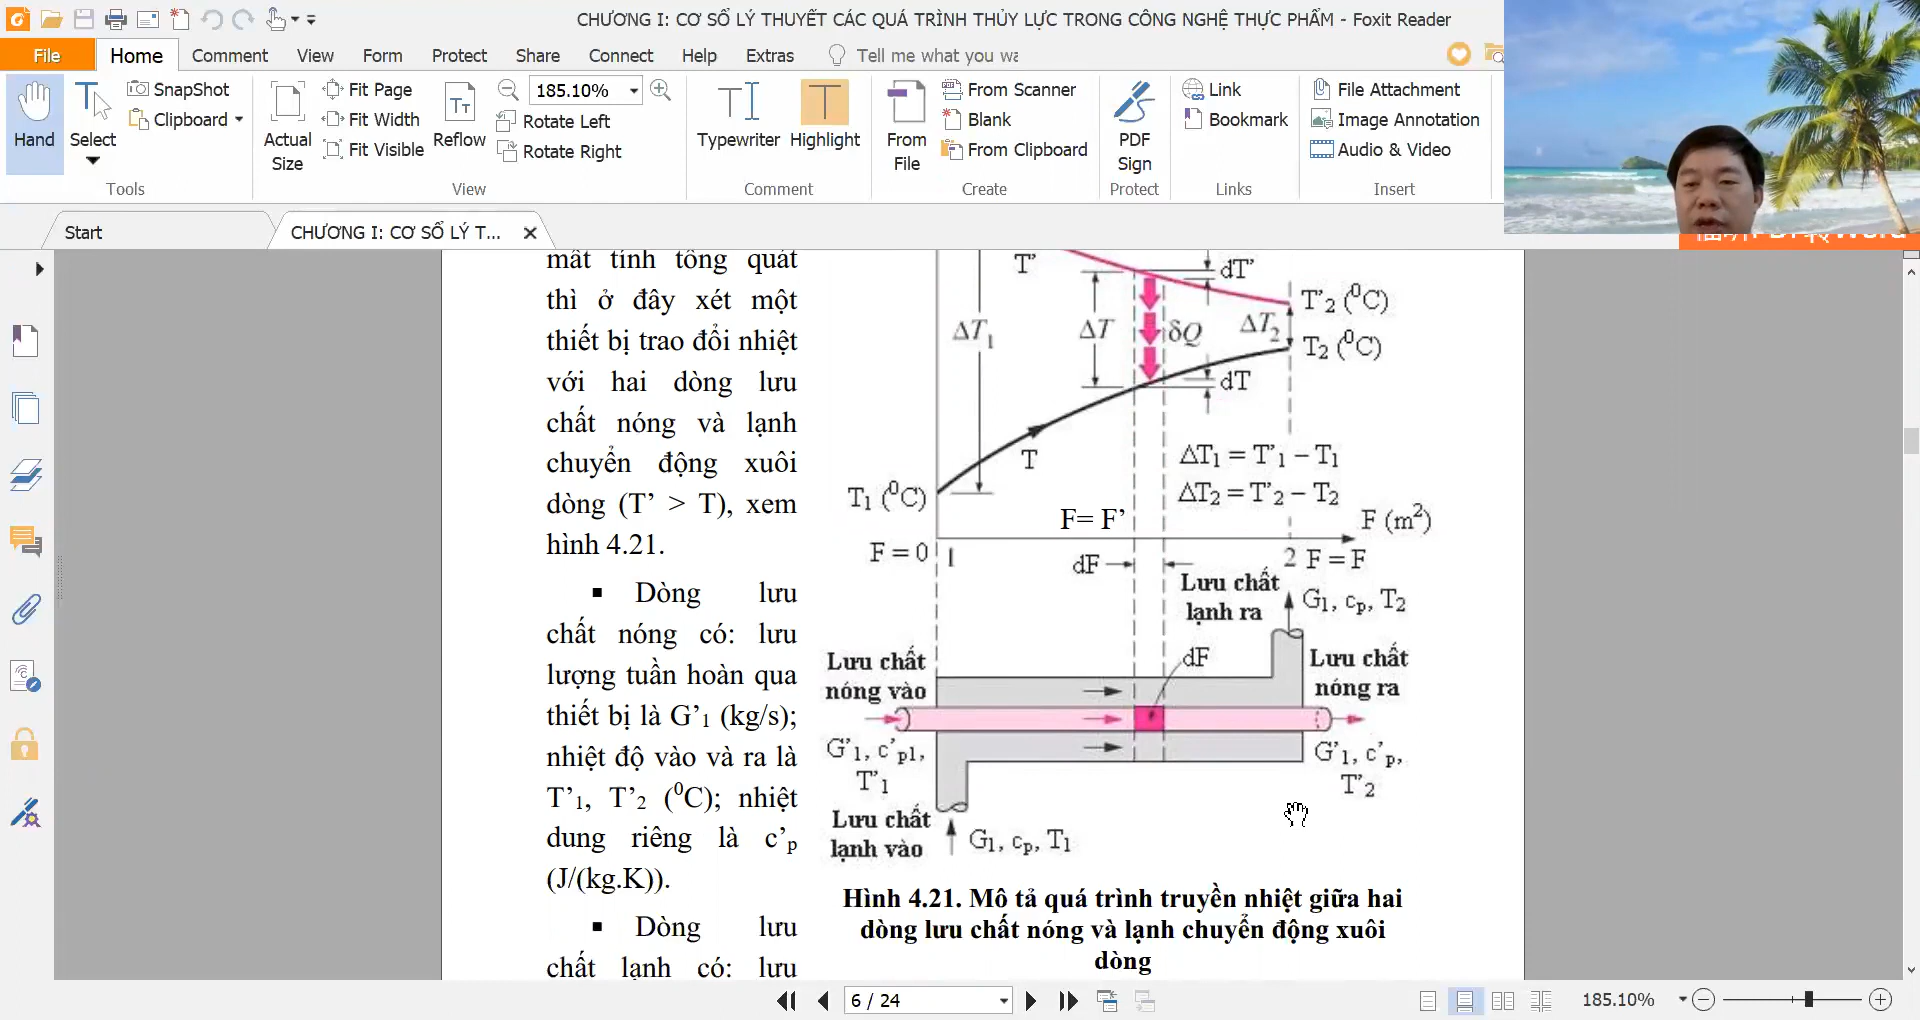 CHƯƠNG I: CƠ SỔ LÝ THUYẾT CÁC QUÁ TRÌNH THỦY LỰC TRONG CÔNG NGHỆ THỰC PHẨM - Foxit Reader
File Home Comment View Form Protect Share Connect Help Extras Tell me what you wa
Hand
Select
SnapShot
Clipboard
Tools
Actual Size
Fit Page
Fit Width
Fit Visible
Reflow
185.10%
Rotate Left
Rotate Right
View
Typewriter
Highlight
Comment
From File
From Scanner
Blank
From Clipboard
Create
PDF Sign
Protect
Link
Bookmark
Links
File Attachment
Image Annotation
Audio & Video
Insert
Start
CHƯƠNG I: CƠ SỔ LÝ T...
mất tính tổng quát
thì ở đây xét một
thiết bị trao đổi nhiệt
với hai dòng lưu
chất nóng và lạnh
chuyển động xuôi
dòng (T’ > T), xem
hình 4.21.
▪ Dòng lưu
chất nóng có: lưu
lượng tuần hoàn qua
thiết bị là G’₁ (kg/s);
nhiệt độ vào và ra là
T’₁, T’₂ (⁰C); nhiệt
dung riêng là c’ₚ
(J/(kg.K)).
▪ Dòng lưu
chất lạnh có: lưu
T’
dT’
T’₂ (⁰C)
ΔT₁
ΔT
δQ
ΔT₂
T₂ (⁰C)
dT
T
ΔT₁ = T’₁ – T₁
ΔT₂ = T’₂ – T₂
T₁ (⁰C)
F= F’
F (m²)
F = 0
1
dF
2 F = F
Lưu chất
lạnh ra
G₁, cₚ, T₂
dF
Lưu chất
nóng vào
Lưu chất
nóng ra
G’₁, c’ₚ₁,
T’₁
G’₁, c’ₚ,
T’₂
Lưu chất
lạnh vào
G₁, cₚ, T₁
Hình 4.21. Mô tả quá trình truyền nhiệt giữa hai
dòng lưu chất nóng và lạnh chuyển động xuôi
dòng
6 / 24
185.10%